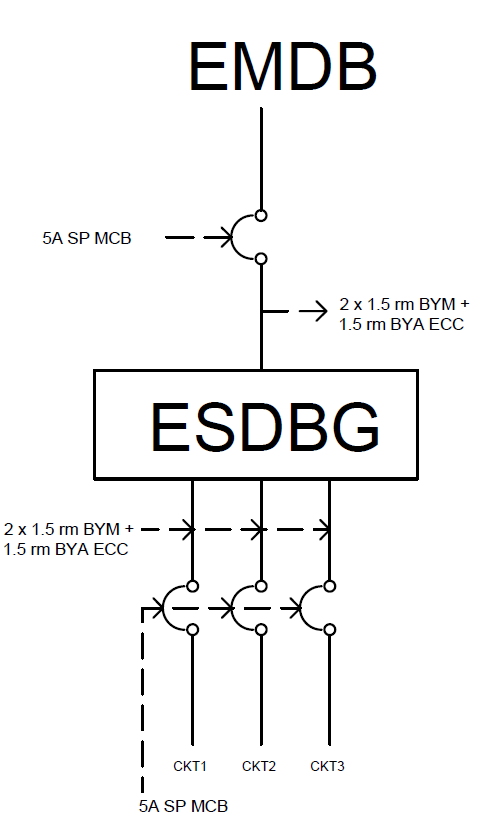 EMDB
5A SP MCB
2 x 1.5 rm BYM +
1.5 rm BYA ECC
ESDBG
2 x 1.5 rm BYM +
1.5 rm BYA ECC
CKT1 CKT2 CKT3
5A SP MCB